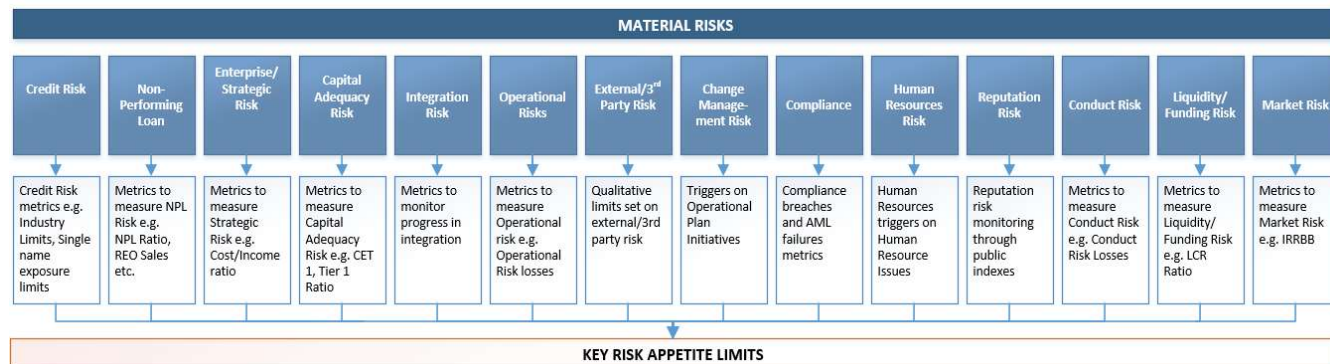 MATERIAL RISKS
Credit Risk
Non-
Performing
Loan
Enterprise/
Strategic
Risk
Capital
Adequacy
Risk
Integration
Risk
Operational
Risks
External/3rd
Party Risk
Change
Manage-
ment Risk
Compliance
Human
Resources
Risk
Reputation
Risk
Conduct Risk
Liquidity/
Funding Risk
Market Risk
Credit Risk
metrics e.g.
Industry
Limits, Single
name
exposure
limits
Metrics to
measure NPL
Risk e.g.
NPL Ratio,
REO Sales
etc.
Metrics to
measure
Strategic
Risk e.g.
Cost/Income
ratio
Metrics to
measure
Capital
Adequacy
Risk e.g. CET
1, Tier 1
Ratio
Metrics to
monitor
progress in
integration
Metrics to
measure
Operational
risk e.g.
Operational
Risk losses
Qualitative
limits set on
external/3rd
party risk
Triggers on
Operational
Plan
Initiatives
Compliance
breaches
and AML
failures
metrics
Human
Resources
triggers on
Human
Resource
Issues
Reputation
risk
monitoring
through
public
indexes
Metrics to
measure
Conduct Risk
e.g. Conduct
Risk Losses
Metrics to
measure
Liquidity/
Funding Risk
e.g. LCR
Ratio
Metrics to
measure
Market Risk
e.g. IRRBB
KEY RISK APPETITE LIMITS